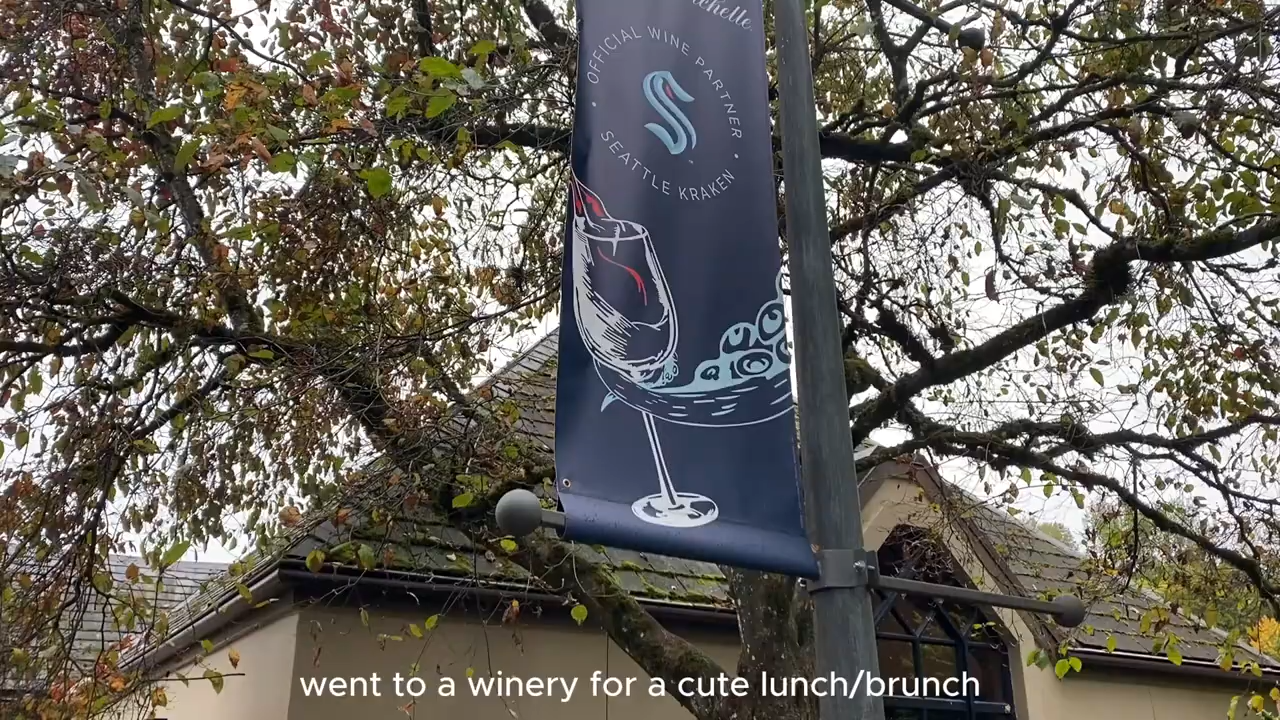 OFFICIAL WINE PARTNER
SEATTLE KRAKEN
went to a winery for a cute lunch/brunch